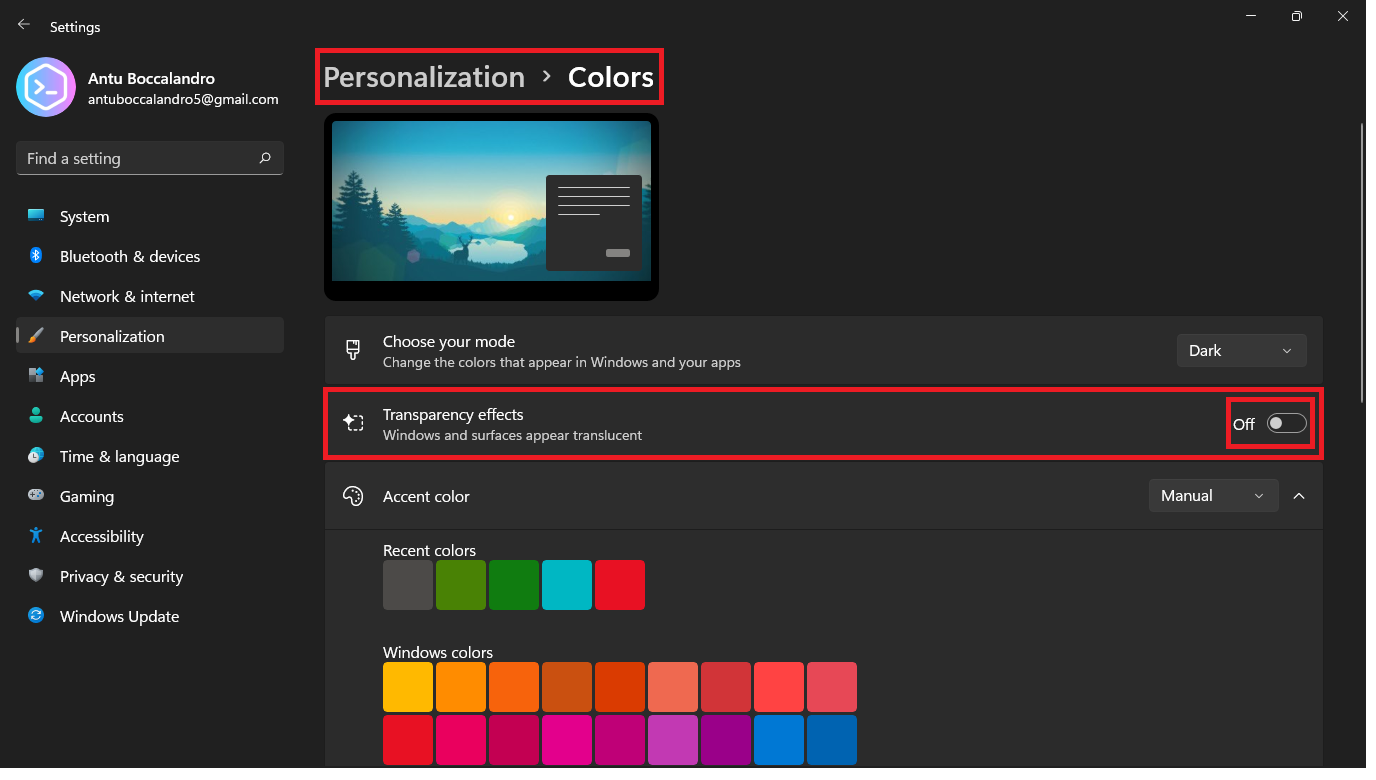 Settings
Antu Boccalandro
antuboccalandro5@gmail.com
Find a setting
System
Bluetooth & devices
Network & internet
Personalization
Apps
Accounts
Time & language
Gaming
Accessibility
Privacy & security
Windows Update
Personalization > Colors
Choose your mode
Change the colors that appear in Windows and your apps
Dark
Transparency effects
Windows and surfaces appear translucent
Off
Accent color
Manual
Recent colors
Windows colors